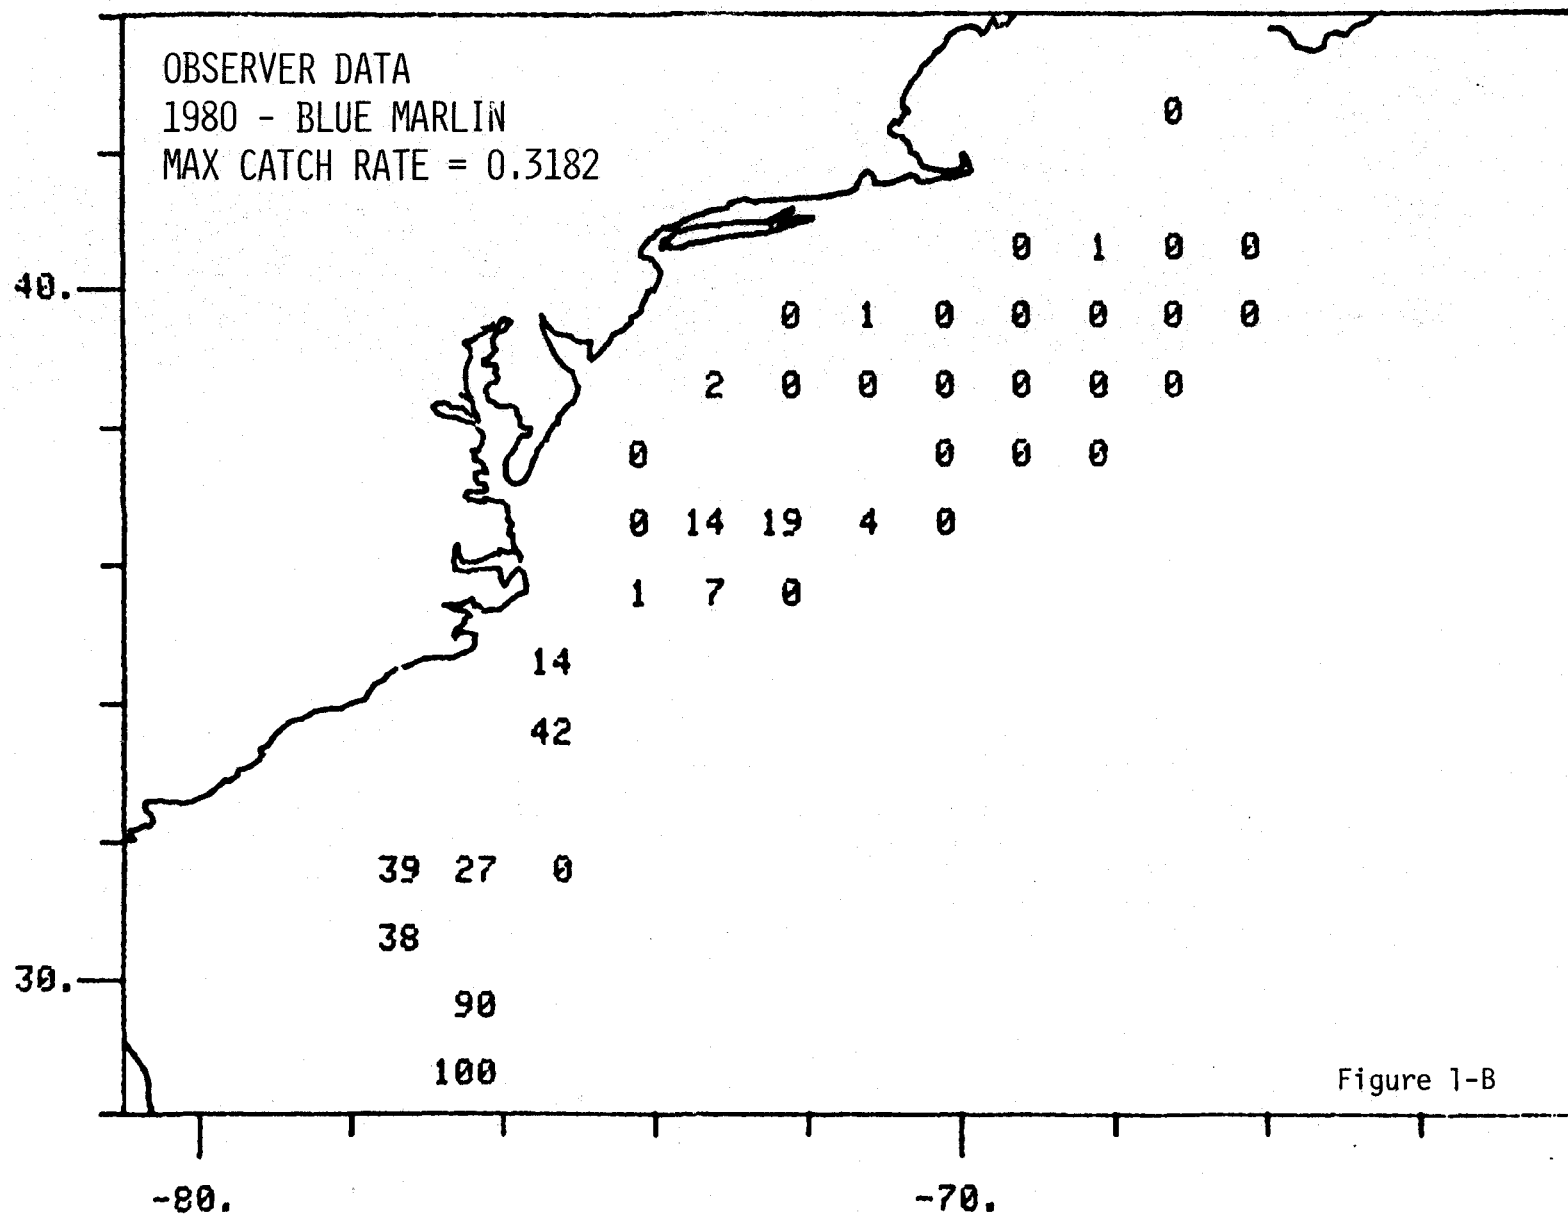 OBSERVER DATA
1980 - BLUE MARLIN
MAX CATCH RATE = 0.3182
0
0 1 0 0
40.
0 1 0 0 0 0 0
2 0 0 0 0 0 0
0 0 0 0
0 14 19 4 0
1 7 0
14
42
39 27 0
38
30.
90
100
Figure 1-B
-80. -70.